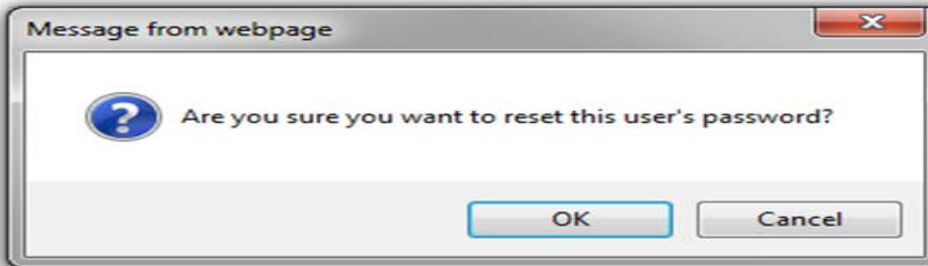 Message from webpage
Are you sure you want to reset this user's password?
OK
Cancel